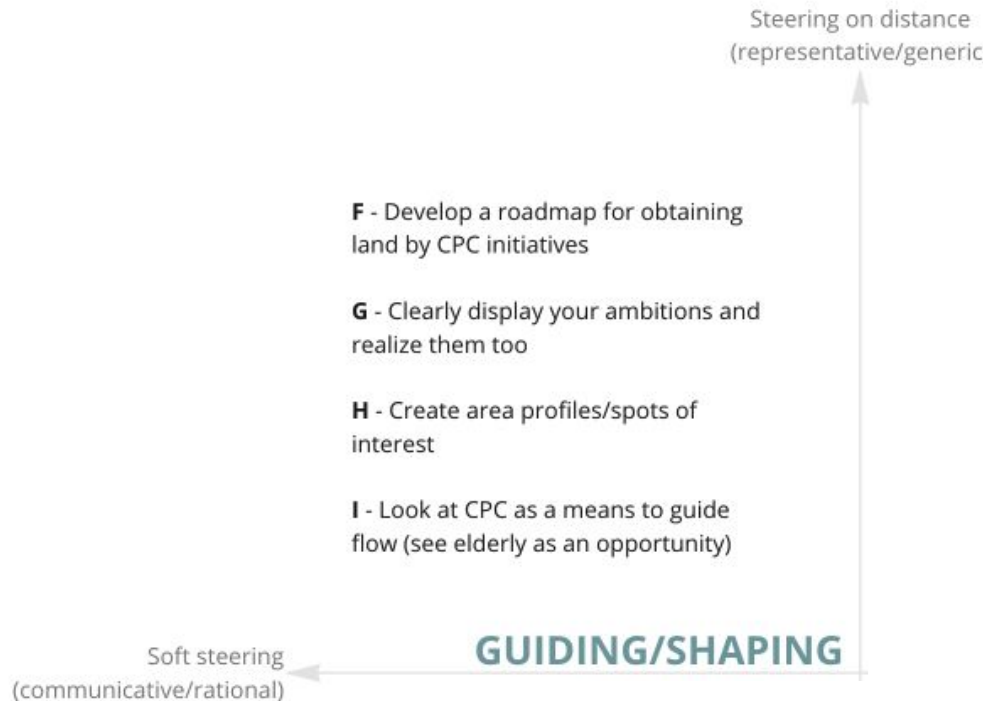 Steering on distance
(representative/generic
F - Develop a roadmap for obtaining
land by CPC initiatives
G - Clearly display your ambitions and
realize them too
H - Create area profiles/spots of
interest
I - Look at CPC as a means to guide
flow (see elderly as an opportunity)
GUIDING/SHAPING
Soft steering
(communicative/rational)